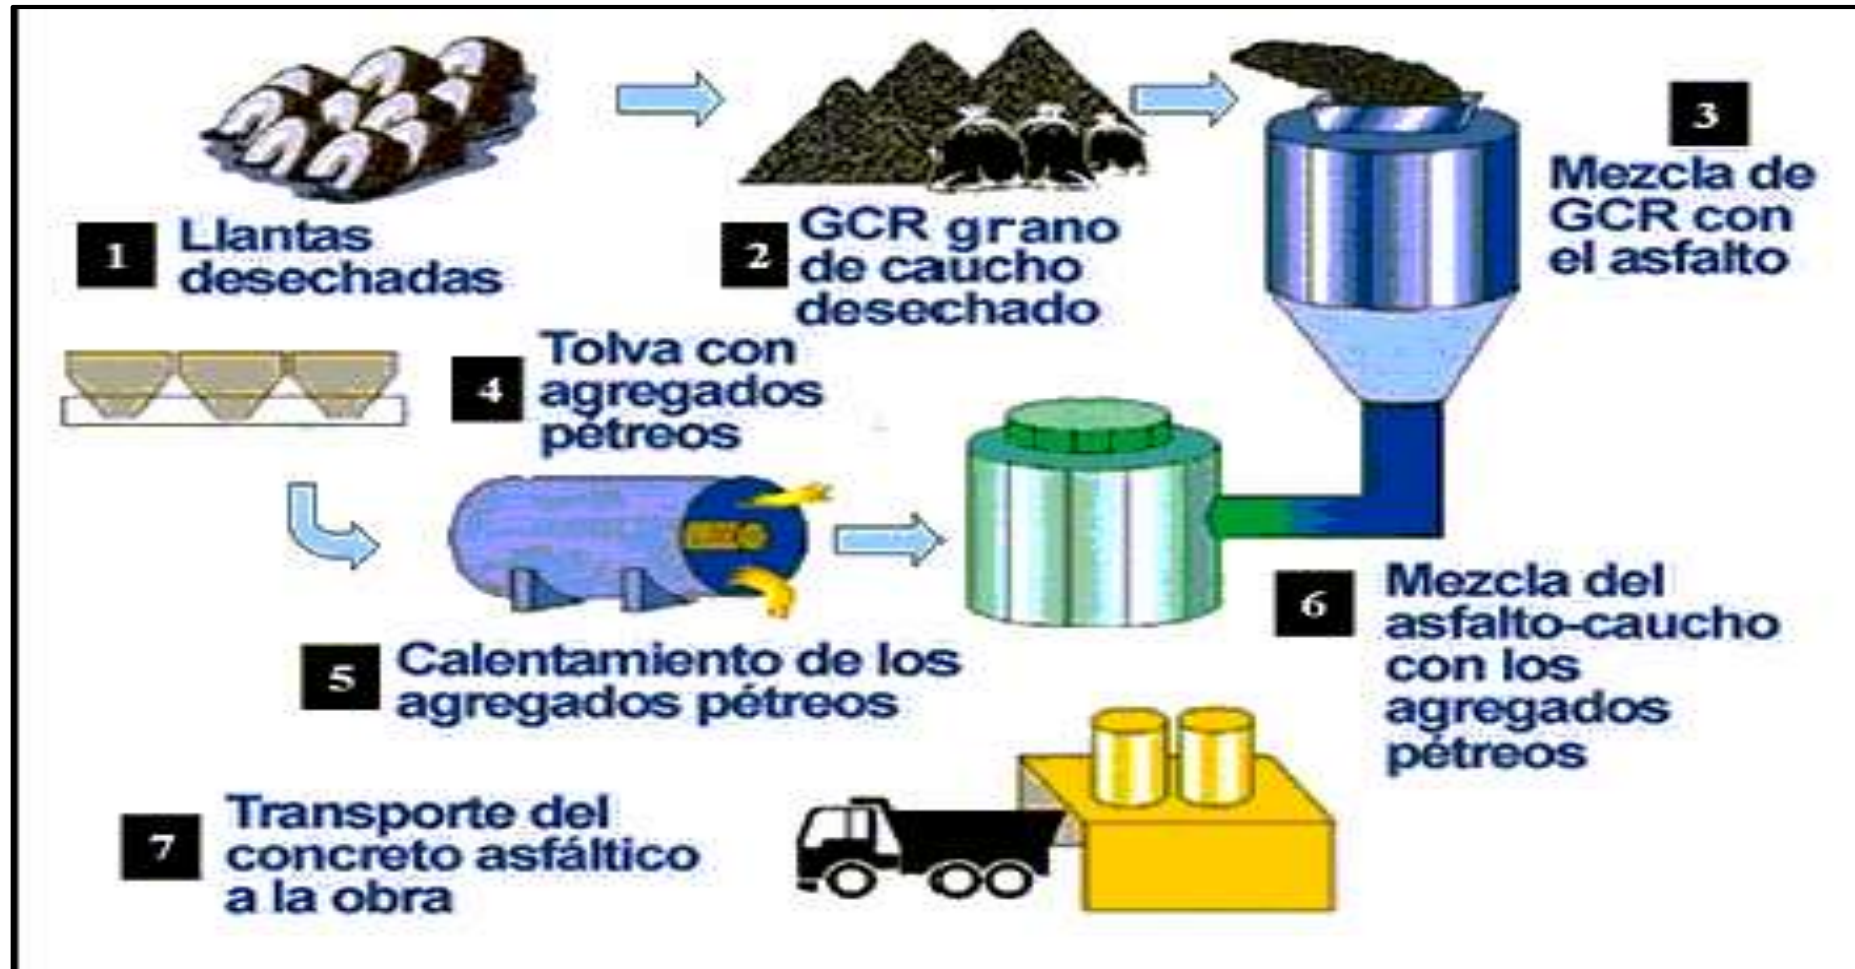 1
Llantas
desechadas
2
GCR grano
de caucho
desechado
3
Mezcla de
GCR con
el asfalto
4
Tolva con
agregados
pétreos
5
Calentamiento de los
agregados pétreos
6
Mezcla del
asfalto-caucho
con los
agregados
pétreos
7
Transporte del
concreto asfáltico
a la obra